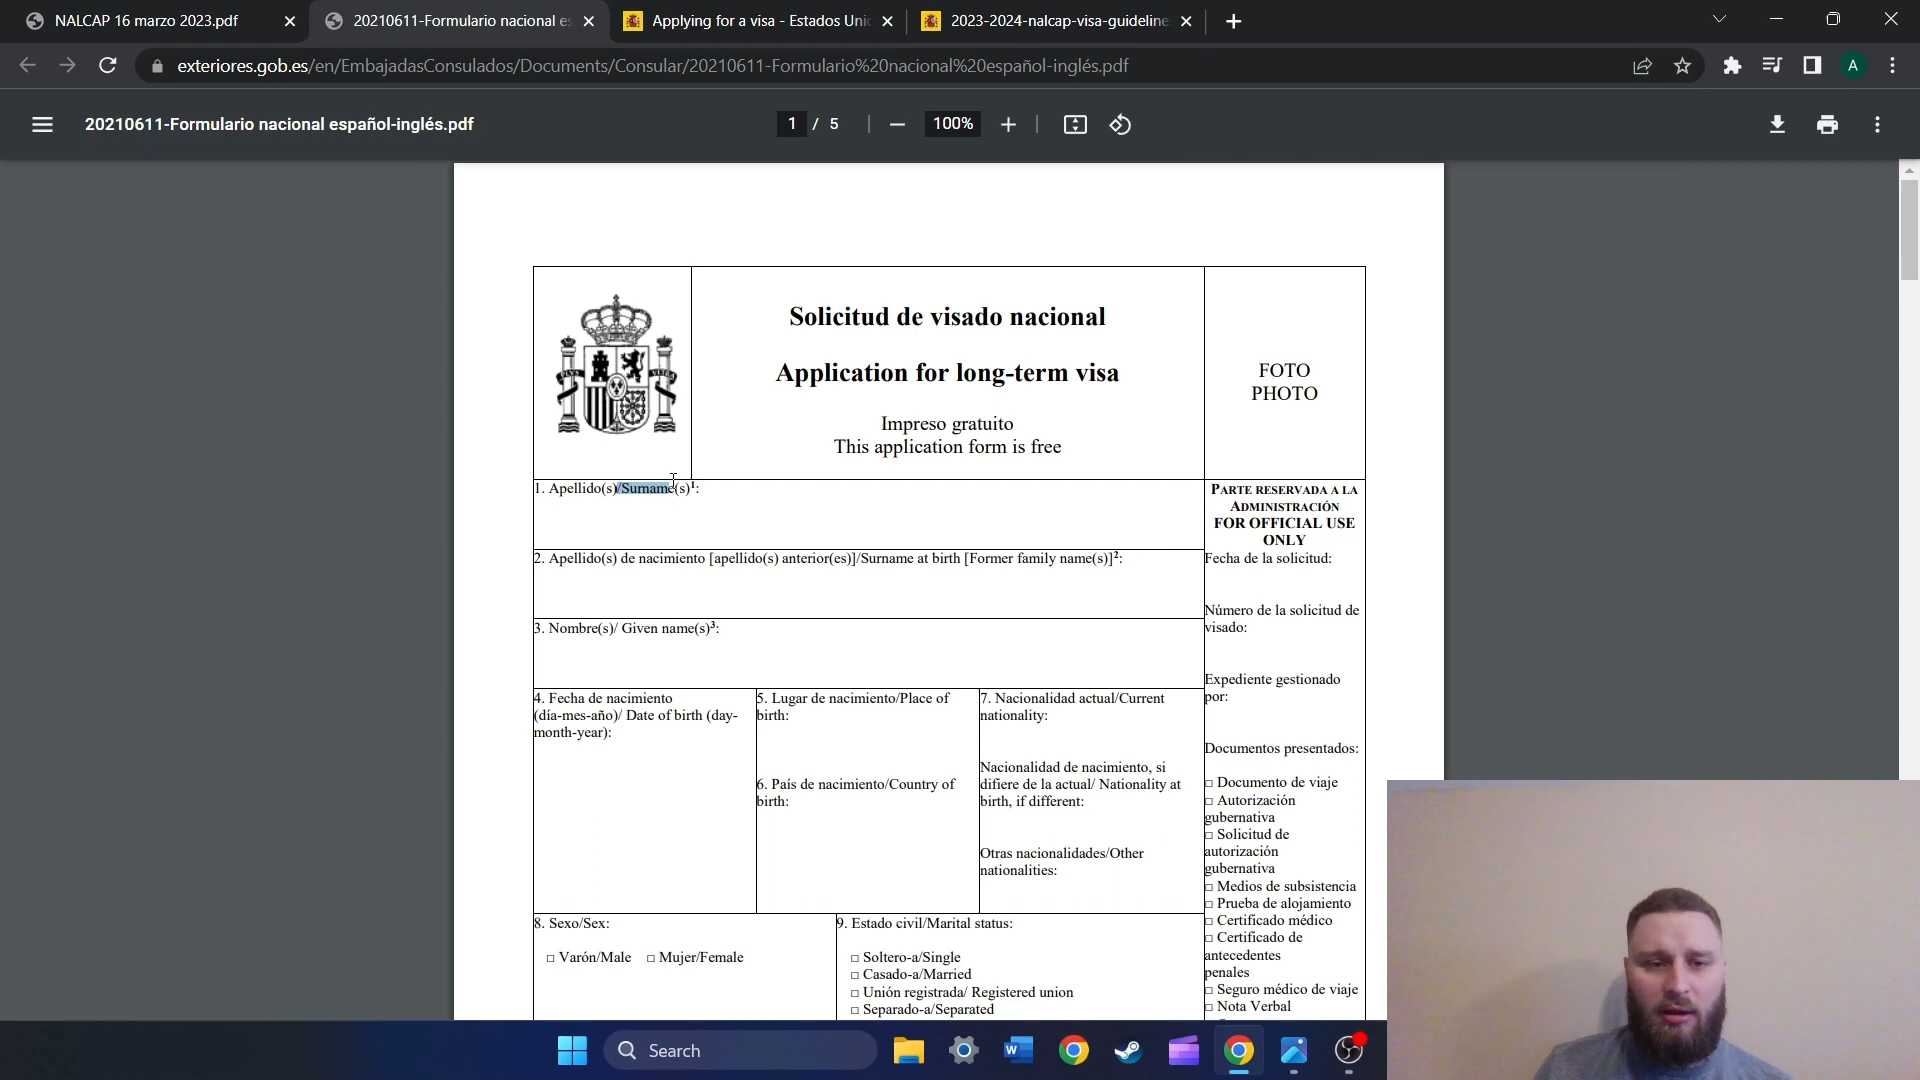 NALCAP 16 marzo 2023.pdf
20210611-Formulario nacional es
Applying for a visa - Estados Uni
2023-2024-nalcap-visa-guideline
exteriores.gob.es/en/EmbajadasConsulados/Documents/Consular/20210611-Formulario%20nacional%20español-inglés.pdf
A
20210611-Formulario nacional español-inglés.pdf
1 / 5
100%
Solicitud de visado nacional
Application for long-term visa
Impreso gratuito
This application form is free
FOTO
PHOTO
1. Apellido(s)/Surname(s)¹:
2. Apellido(s) de nacimiento [apellido(s) anterior(es)]/Surname at birth [Former family name(s)]²:
3. Nombre(s)/ Given name(s)³:
4. Fecha de nacimiento
(día-mes-año)/ Date of birth (day-
month-year):
5. Lugar de nacimiento/Place of
birth:
6. País de nacimiento/Country of
birth:
7. Nacionalidad actual/Current
nationality:
Nacionalidad de nacimiento, si
difiere de la actual/ Nationality at
birth, if different:
Otras nacionalidades/Other
nationalities:
8. Sexo/Sex:
□ Varón/Male □ Mujer/Female
9. Estado civil/Marital status:
□ Soltero-a/Single
□ Casado-a/Married
□ Unión registrada/ Registered union
□ Separado-a/Separated
PARTE RESERVADA A LA
ADMINISTRACIÓN
FOR OFFICIAL USE
ONLY
Fecha de la solicitud:
Número de la solicitud de
visado:
Expediente gestionado
por:
Documentos presentados:
□ Documento de viaje
□ Autorización
gubernativa
□ Solicitud de
autorización
gubernativa
□ Medios de subsistencia
□ Prueba de alojamiento
□ Certificado médico
□ Certificado de
antecedentes
penales
□ Seguro médico de viaje
□ Nota Verbal
Search